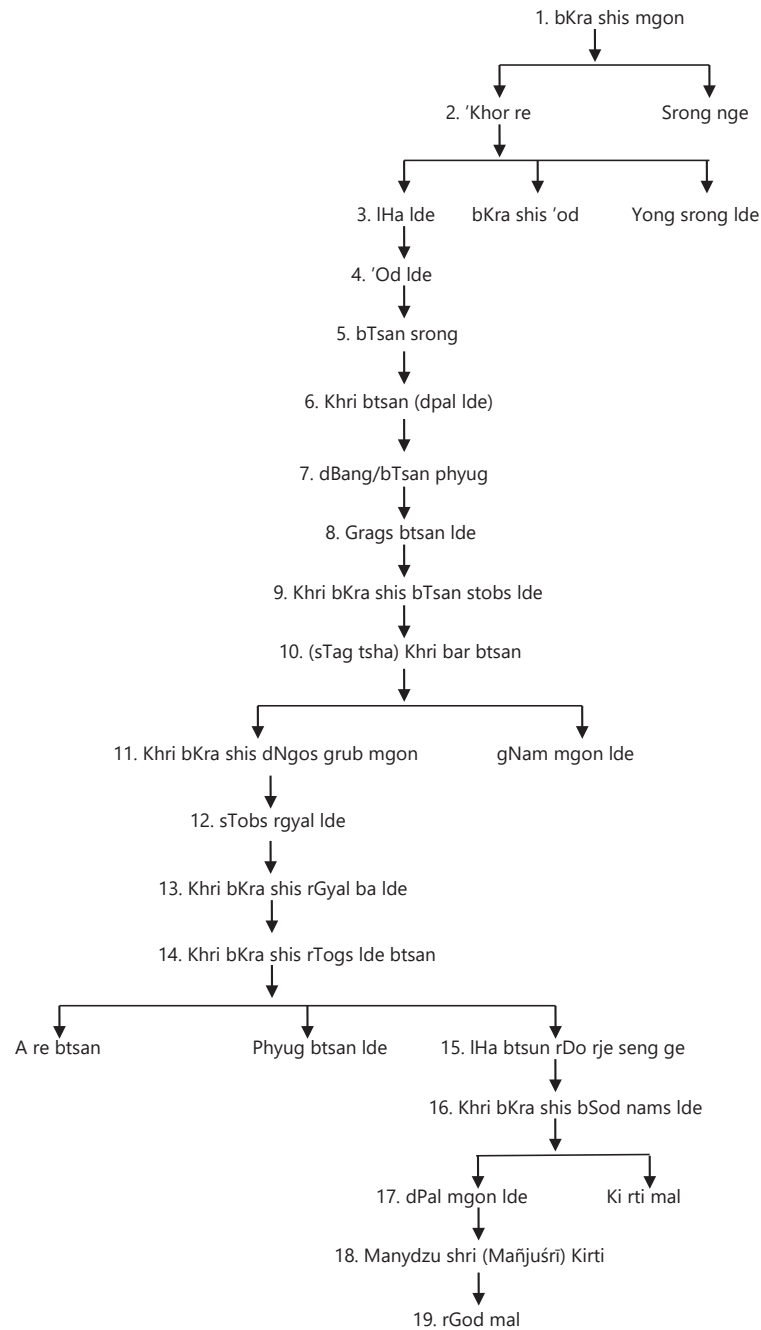 1. bKra shis mgon
2. ’Khor re
Srong nge
3. lHa lde
bKra shis ’od
Yong srong lde
4. ’Od lde
5. bTsan srong
6. Khri btsan (dpal lde)
7. dBang/bTsan phyug
8. Grags btsan lde
9. Khri bKra shis bTsan stobs lde
10. (sTag tsha) Khri bar btsan
11. Khri bKra shis dNgos grub mgon
gNam mgon lde
12. sTobs rgyal lde
13. Khri bKra shis rGyal ba lde
14. Khri bKra shis rTogs lde btsan
A re btsan
Phyug btsan lde
15. lHa btsun rDo rje seng ge
16. Khri bKra shis bSod nams lde
17. dPal mgon lde
Ki rti mal
18. Manydzu shri (Mañjuśrī) Kirti
19. rGod mal